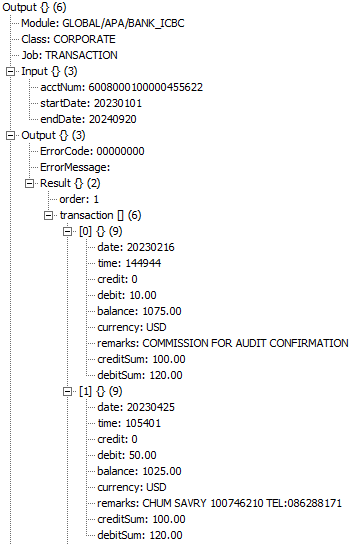 Output {} (6)
Module: GLOBAL/APA/BANK_ICBC
Class: CORPORATE
Job: TRANSACTION
Input {} (3)
acctNum: 6008000100000455622
startDate: 20230101
endDate: 20240920
Output {} (3)
ErrorCode: 00000000
ErrorMessage:
Result {} (2)
order: 1
transaction [] (6)
[0] {} (9)
date: 20230216
time: 144944
credit: 0
debit: 10.00
balance: 1075.00
currency: USD
remarks: COMMISSION FOR AUDIT CONFIRMATION
creditSum: 100.00
debitSum: 120.00
[1] {} (9)
date: 20230425
time: 105401
credit: 0
debit: 50.00
balance: 1025.00
currency: USD
remarks: CHUM SAVRY 100746210 TEL:086288171
creditSum: 100.00
debitSum: 120.00